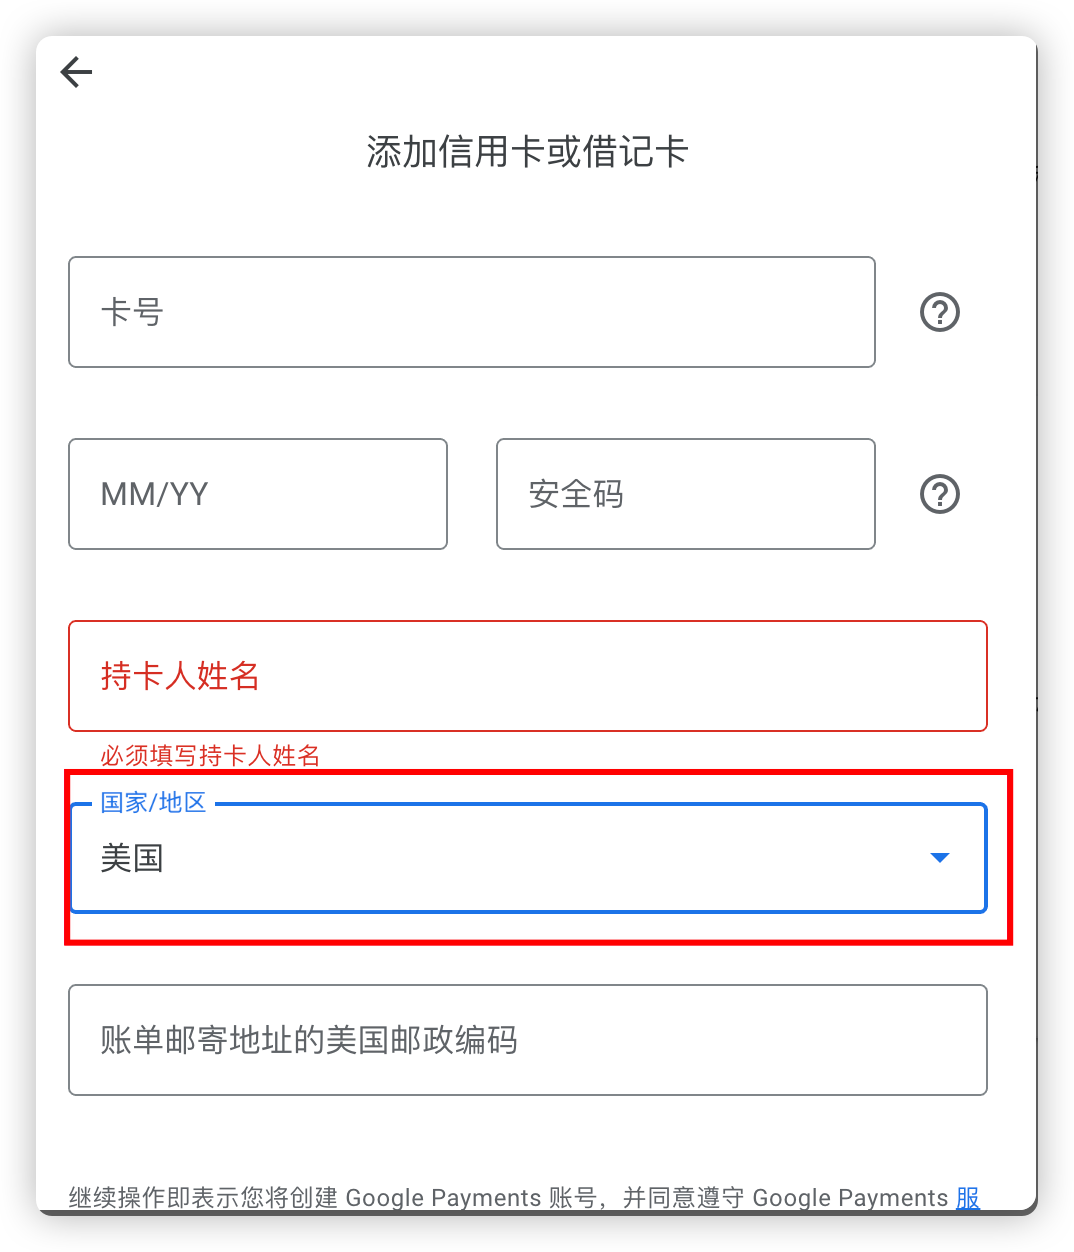 添加信用卡或借记卡
卡号
MM/YY
安全码
持卡人姓名
必须填写持卡人姓名
国家/地区
美国
账单邮寄地址的美国邮政编码
继续操作即表示您将创建 Google Payments 账号，并同意遵守 Google Payments 服